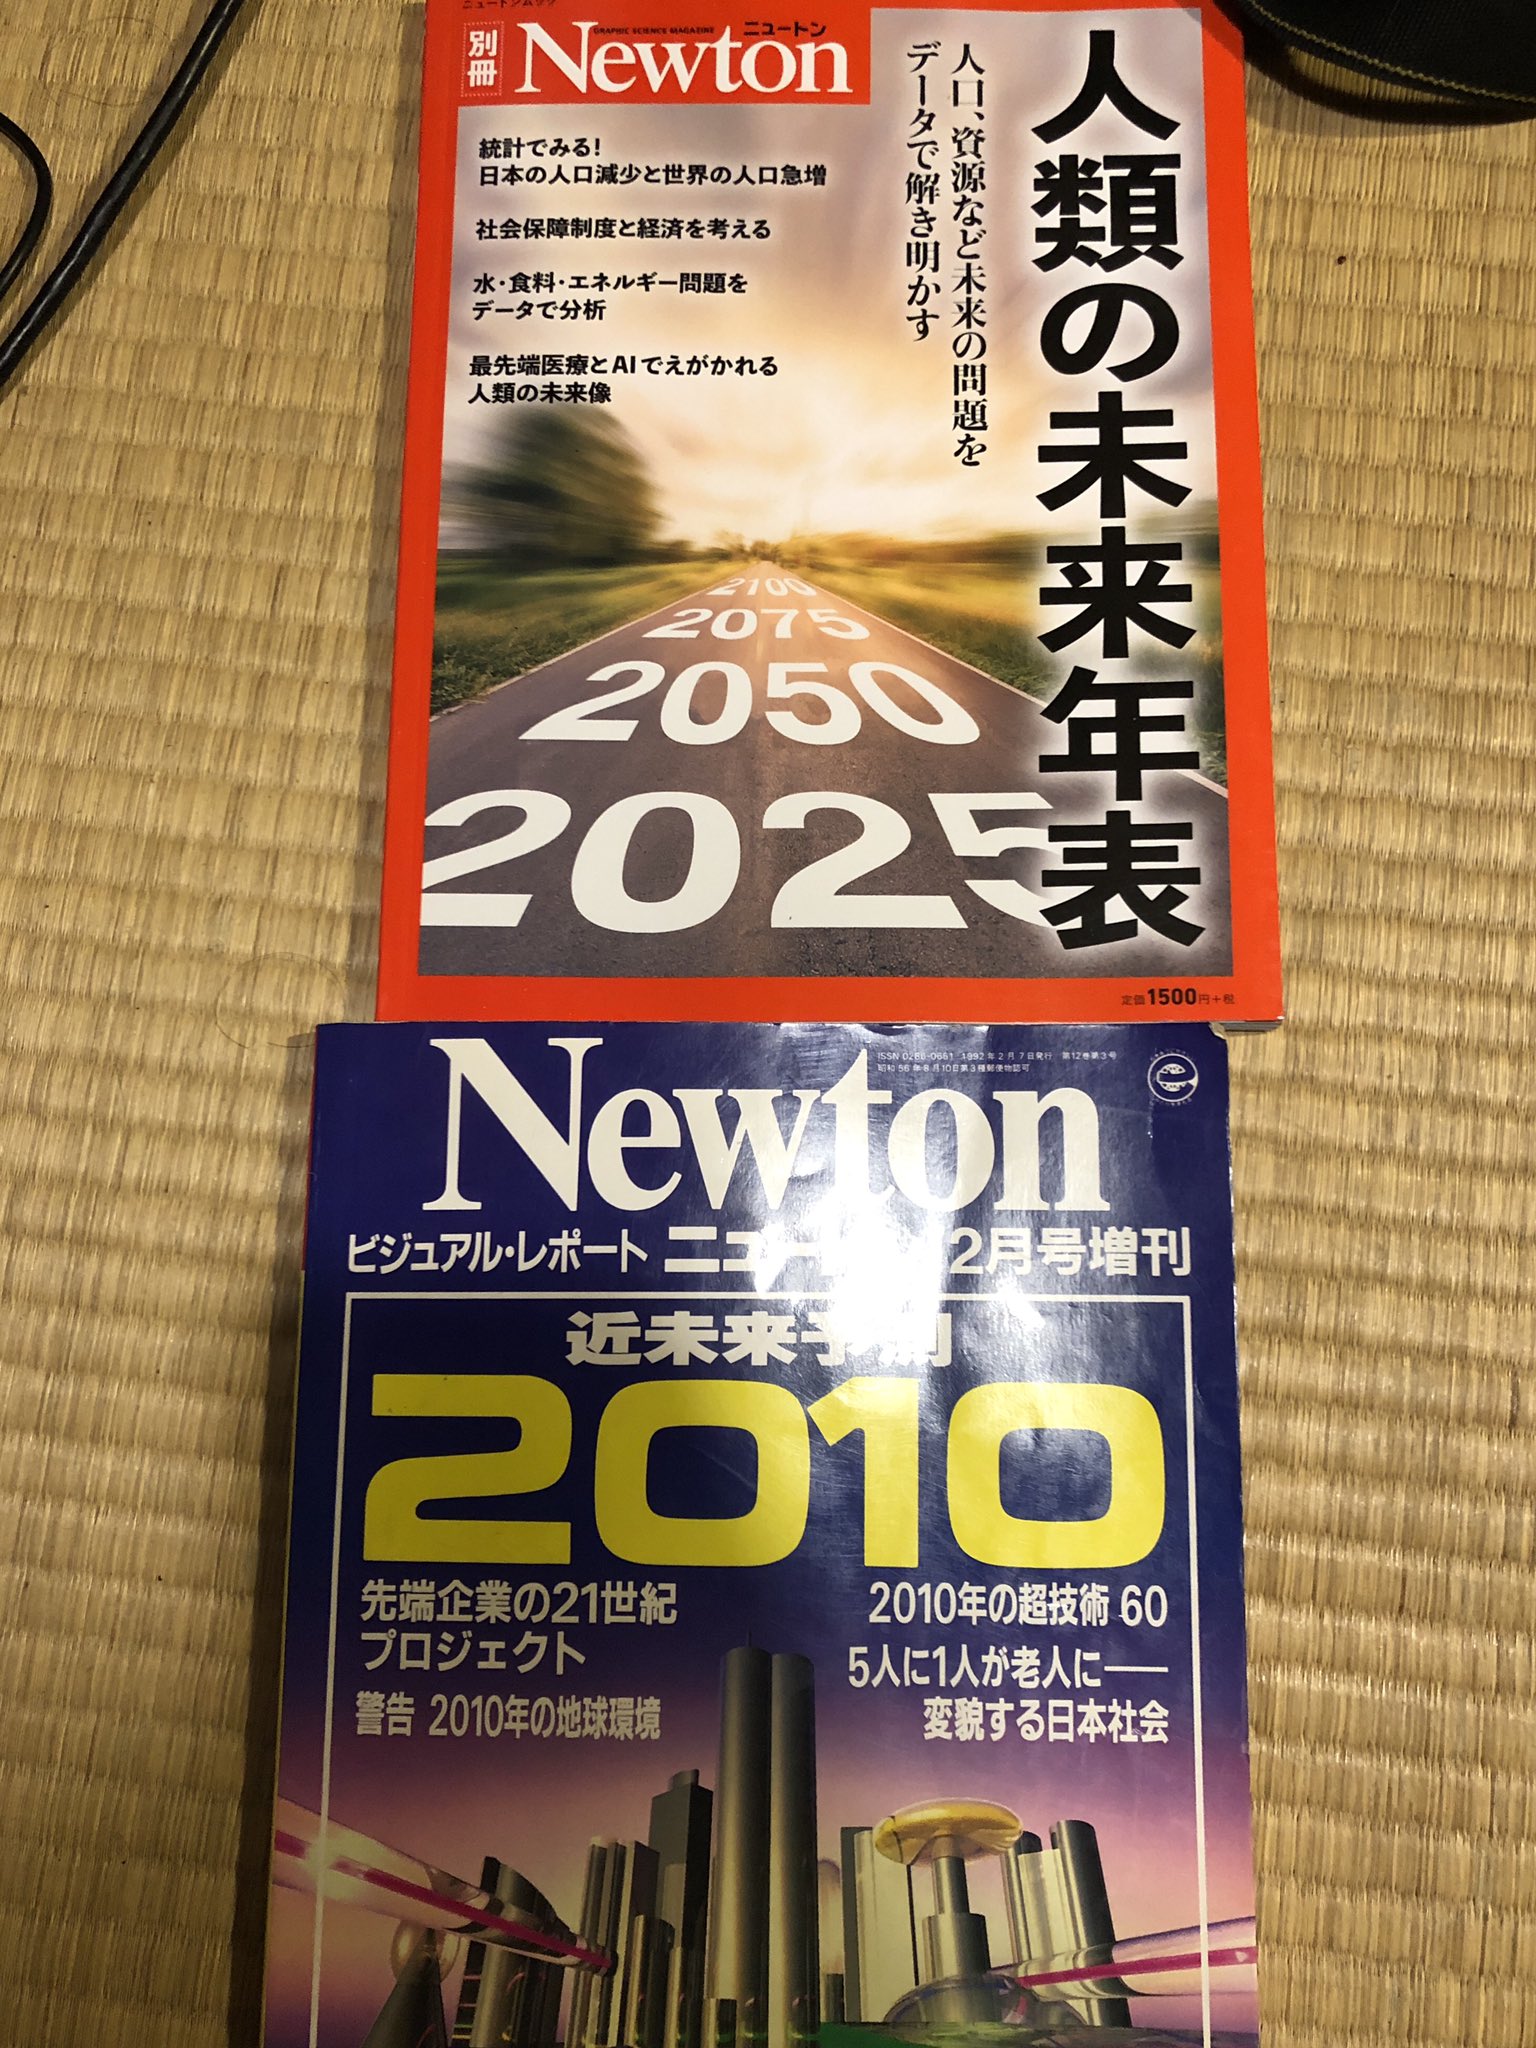 ニュートンムック
別冊
GRAPHIC SCIENCE MAGAZINE
ニュートン
Newton
人類の未来年表
人口、資源など未来の問題を
データで解き明かす
統計でみる!
日本の人口減少と世界の人口急増
社会保障制度と経済を考える
水・食料・エネルギー問題を
データで分析
最先端医療とAIでえがかれる
人類の未来像
2100
2075
2050
2025
定価1500円+税
Newton
ISSN 0286-0651 1992年2月7日発行 第12巻第3号
昭和56年8月10日第3種郵便物認可
ビジュアル・レポート ニュー 2月号増刊
近未来予測
2010
先端企業の21世紀
プロジェクト
警告 2010年の地球環境
2010年の超技術 60
5人に1人が老人に――
変貌する日本社会